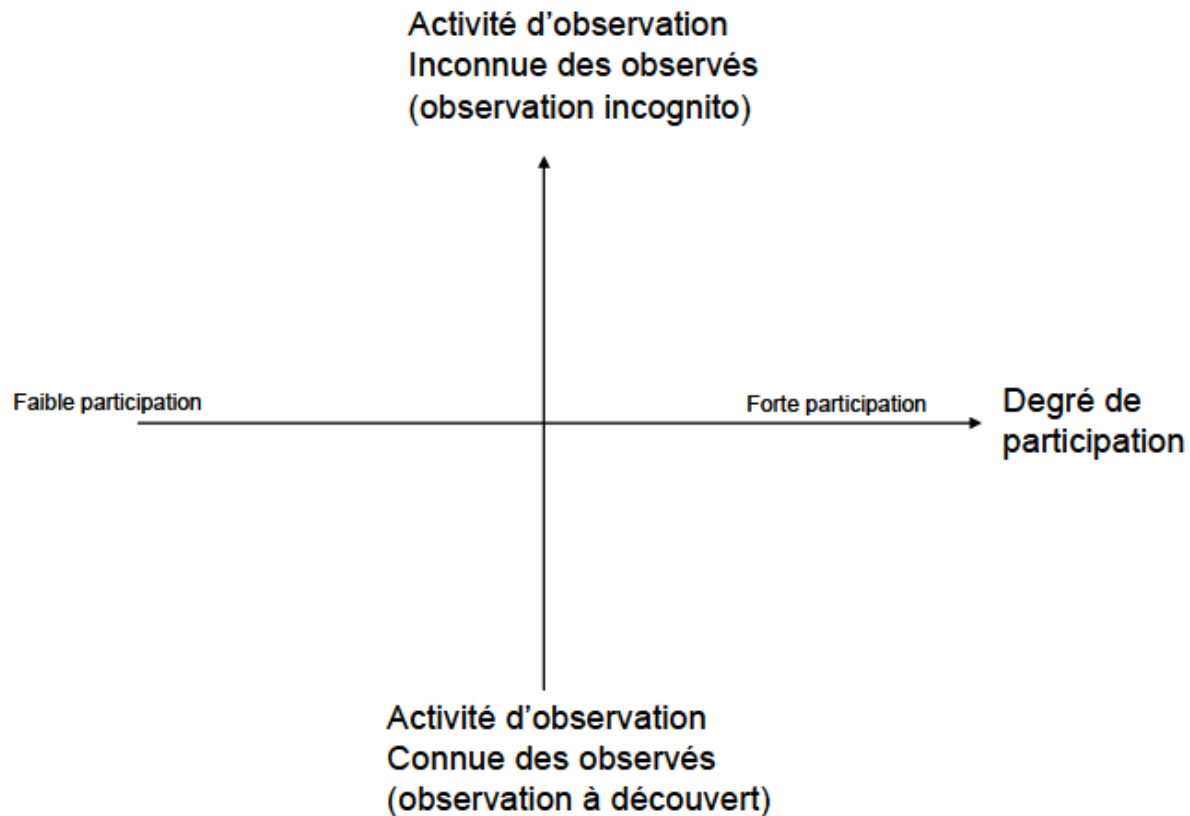 Activité d’observation
Inconnue des observés
(observation incognito)
Faible participation
Forte participation
Degré de
participation
Activité d’observation
Connue des observés
(observation à découvert)